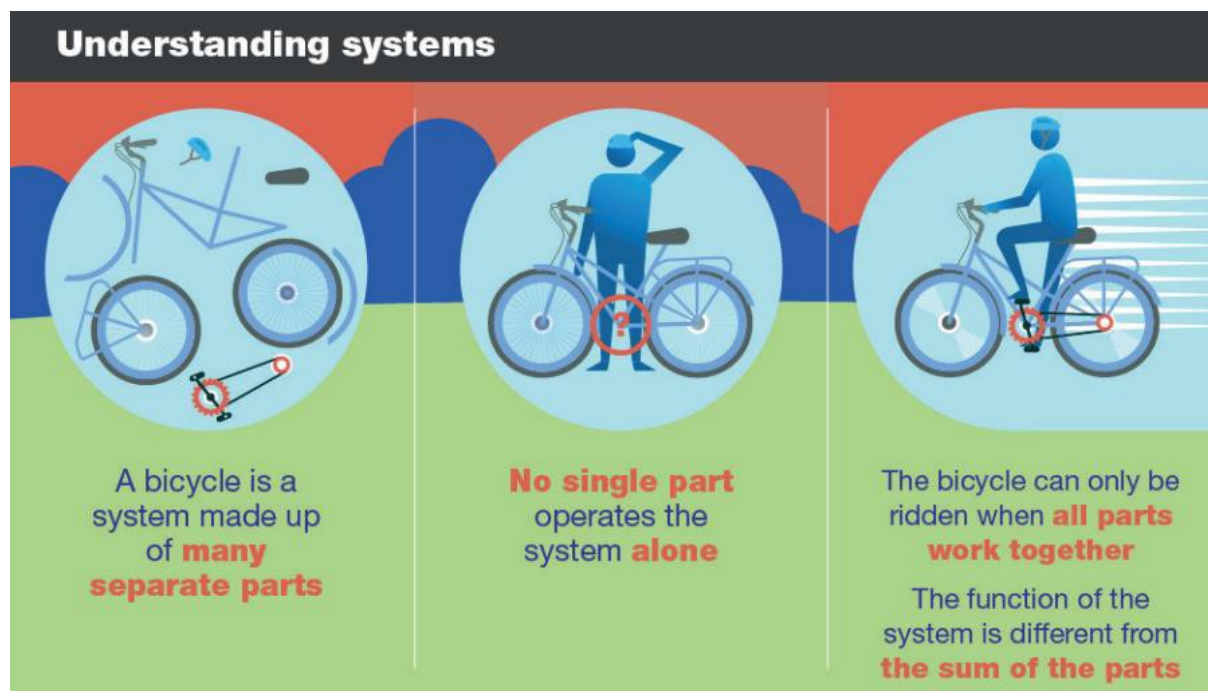 Understanding systems
A bicycle is a
system made up
of many
separate parts
?
No single part
operates the
system alone
The bicycle can only be
ridden when all parts
work together
The function of the
system is different from
the sum of the parts